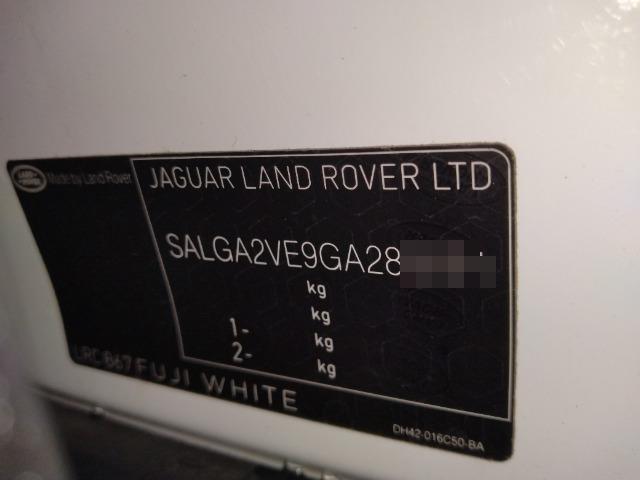 LAND ROVER
Made by Land Rover
JAGUAR LAND ROVER LTD
SALGA2VE9GA28
kg
kg
1- kg
2- kg
LRC 867 FUJI WHITE
DH42-016C50-BA